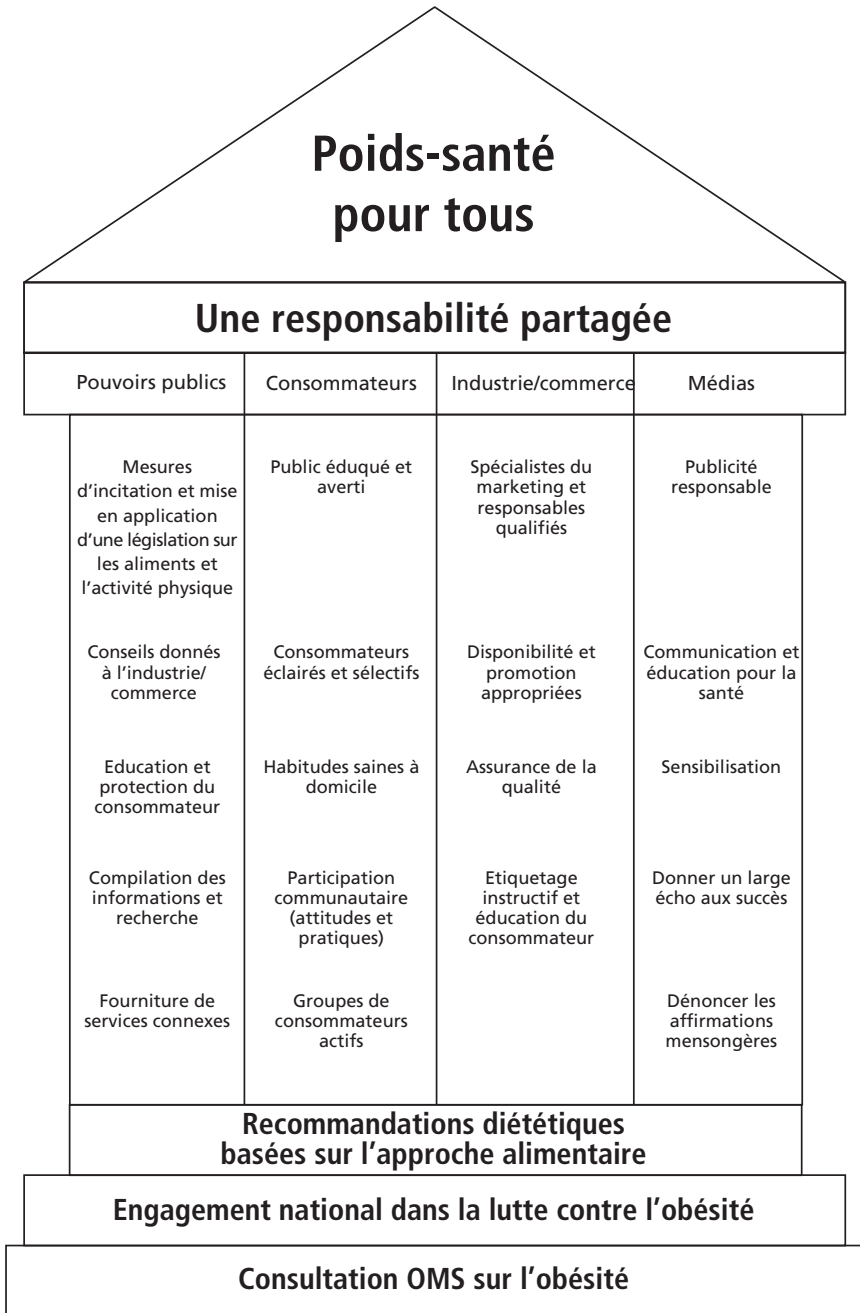 Poids-santé
pour tous
Une responsabilité partagée
Pouvoirs publics
Consommateurs
Industrie/commerce
Médias
Mesures
d’incitation et mise
en application
d’une législation sur
les aliments et
l’activité physique
Public éduqué et
averti
Spécialistes du
marketing et
responsables
qualifiés
Publicité
responsable
Conseils donnés
à l’industrie/
commerce
Consommateurs
éclairés et sélectifs
Disponibilité et
promotion
appropriées
Communication et
éducation pour la
santé
Education et
protection du
consommateur
Habitudes saines à
domicile
Assurance de la
qualité
Sensibilisation
Compilation des
informations et
recherche
Participation
communautaire
(attitudes et
pratiques)
Etiquetage
instructif et
éducation du
consommateur
Donner un large
écho aux succès
Fourniture de
services connexes
Groupes de
consommateurs
actifs
Dénoncer les
affirmations
mensongères
Recommandations diététiques
basées sur l’approche alimentaire
Engagement national dans la lutte contre l’obésité
Consultation OMS sur l’obésité